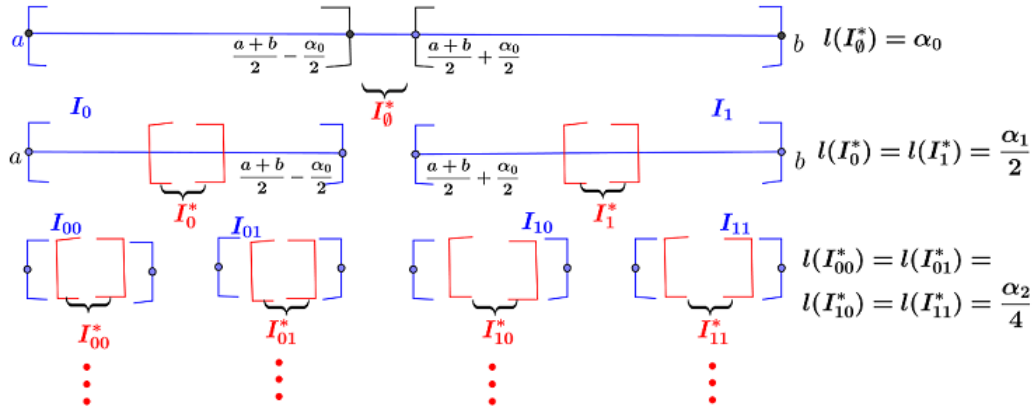 a (a+b)/2 − α₀/2 (a+b)/2 + α₀/2 b l(I*_∅) = α₀
I*_∅
I₀ I₁
a (a+b)/2 − α₀/2 (a+b)/2 + α₀/2 b l(I*₀) = l(I*₁) = α₁/2
I*₀ I*₁
I₀₀ I₀₁ I₁₀ I₁₁
l(I*₀₀) = l(I*₀₁) =
l(I*₁₀) = l(I*₁₁) = α₂/4
I*₀₀ I*₀₁ I*₁₀ I*₁₁